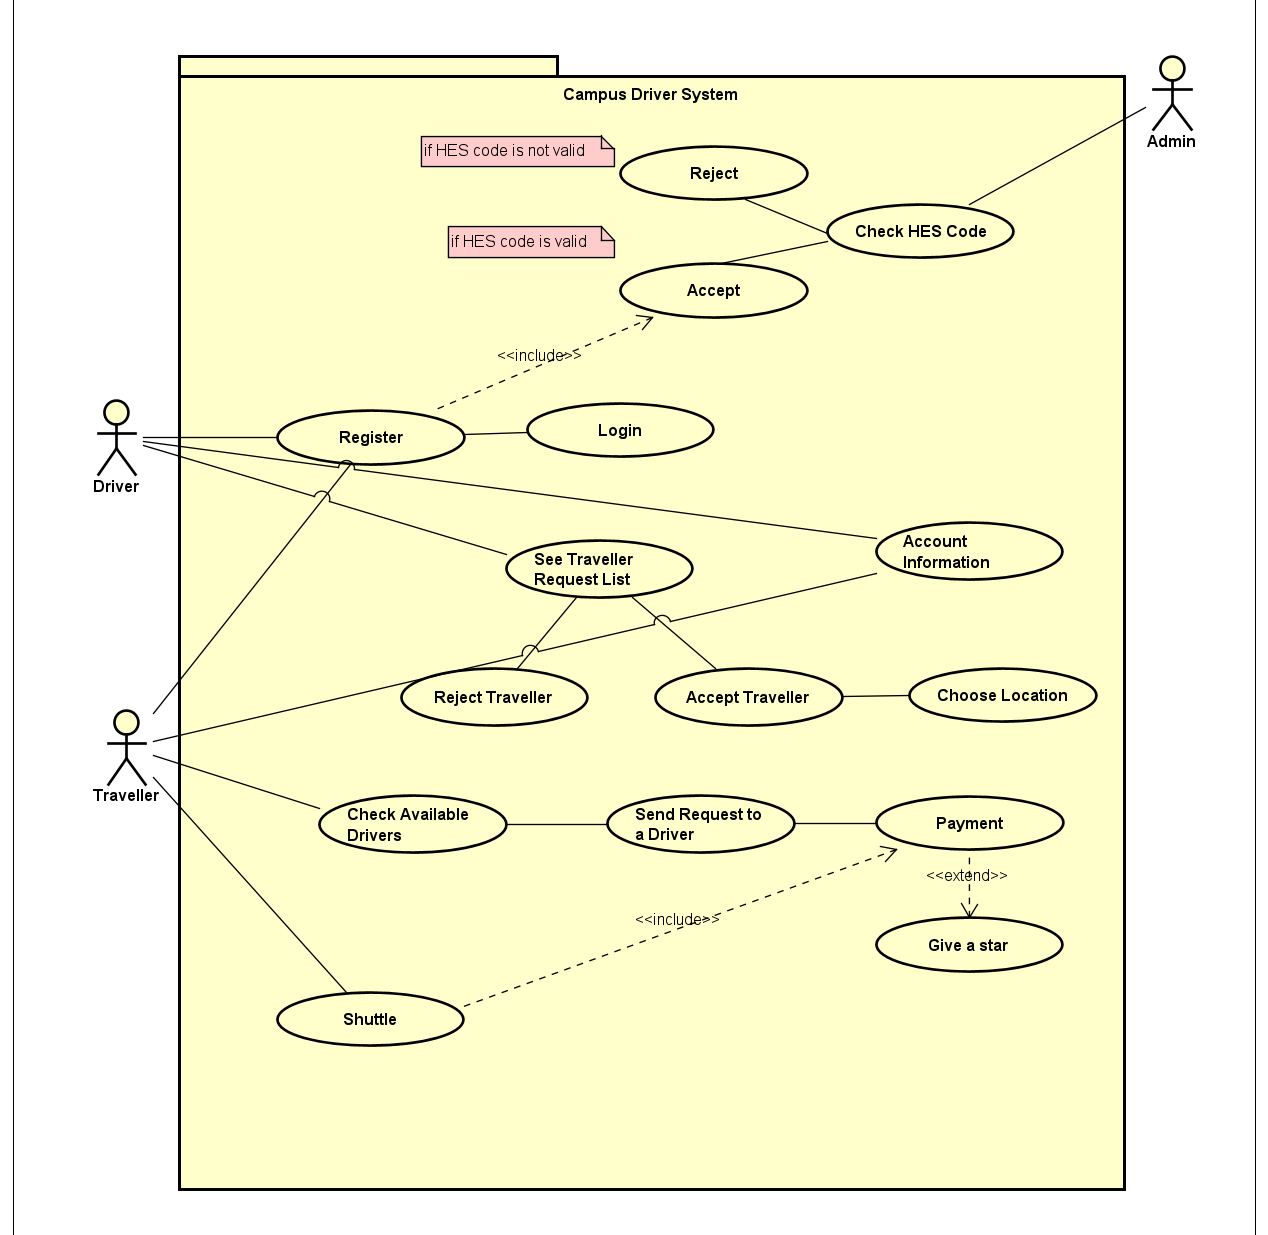 Campus Driver System
Admin
if HES code is not valid
Reject
Check HES Code
if HES code is valid
Accept
<<include>>
Register
Login
Driver
Account
Information
See Traveller
Request List
Reject Traveller
Accept Traveller
Choose Location
Traveller
Check Available
Drivers
Send Request to
a Driver
Payment
<<extend>>
<<include>>
Give a star
Shuttle